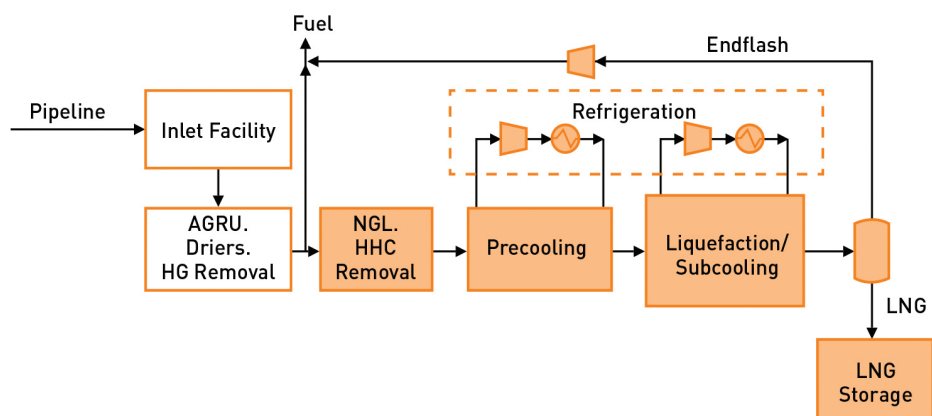 Fuel
Endflash
Pipeline
Refrigeration
Inlet Facility
AGRU.
Driers.
HG Removal
NGL.
HHC
Removal
Precooling
Liquefaction/
Subcooling
LNG
LNG
Storage